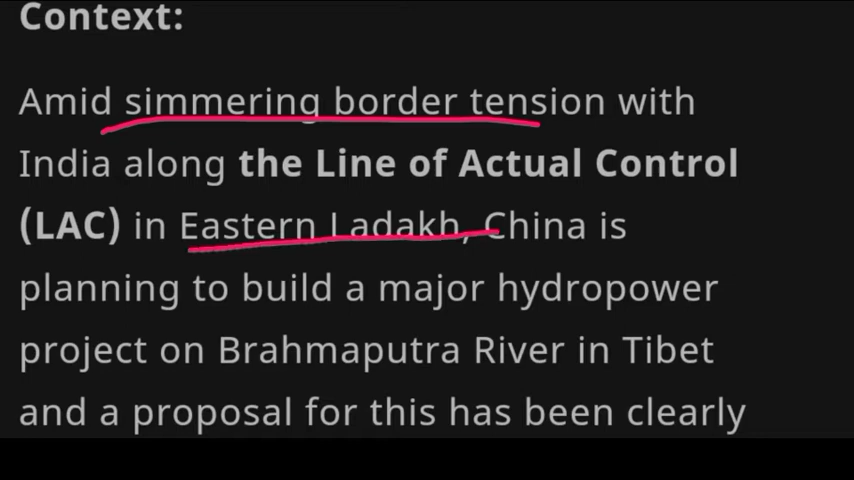 Context:
Amid simmering border tension with
India along the Line of Actual Control
(LAC) in Eastern Ladakh, China is
planning to build a major hydropower
project on Brahmaputra River in Tibet
and a proposal for this has been clearly